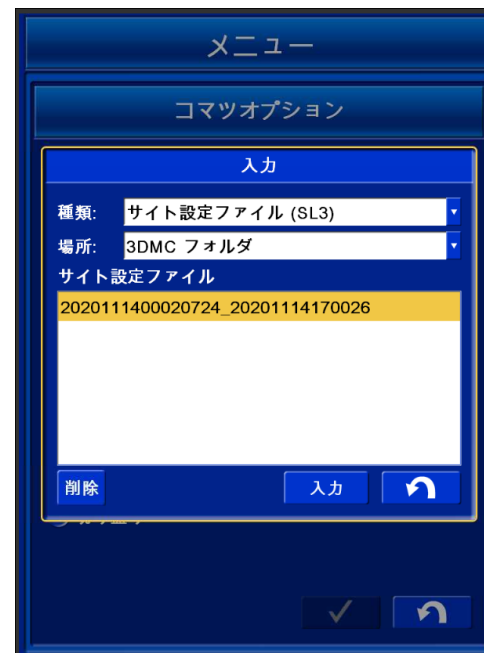 メニュー
コマツオプション
入力
種類: サイト設定ファイル (SL3)
場所: 3DMC フォルダ
サイト設定ファイル
2020111400020724_20201114170026
削除 入力